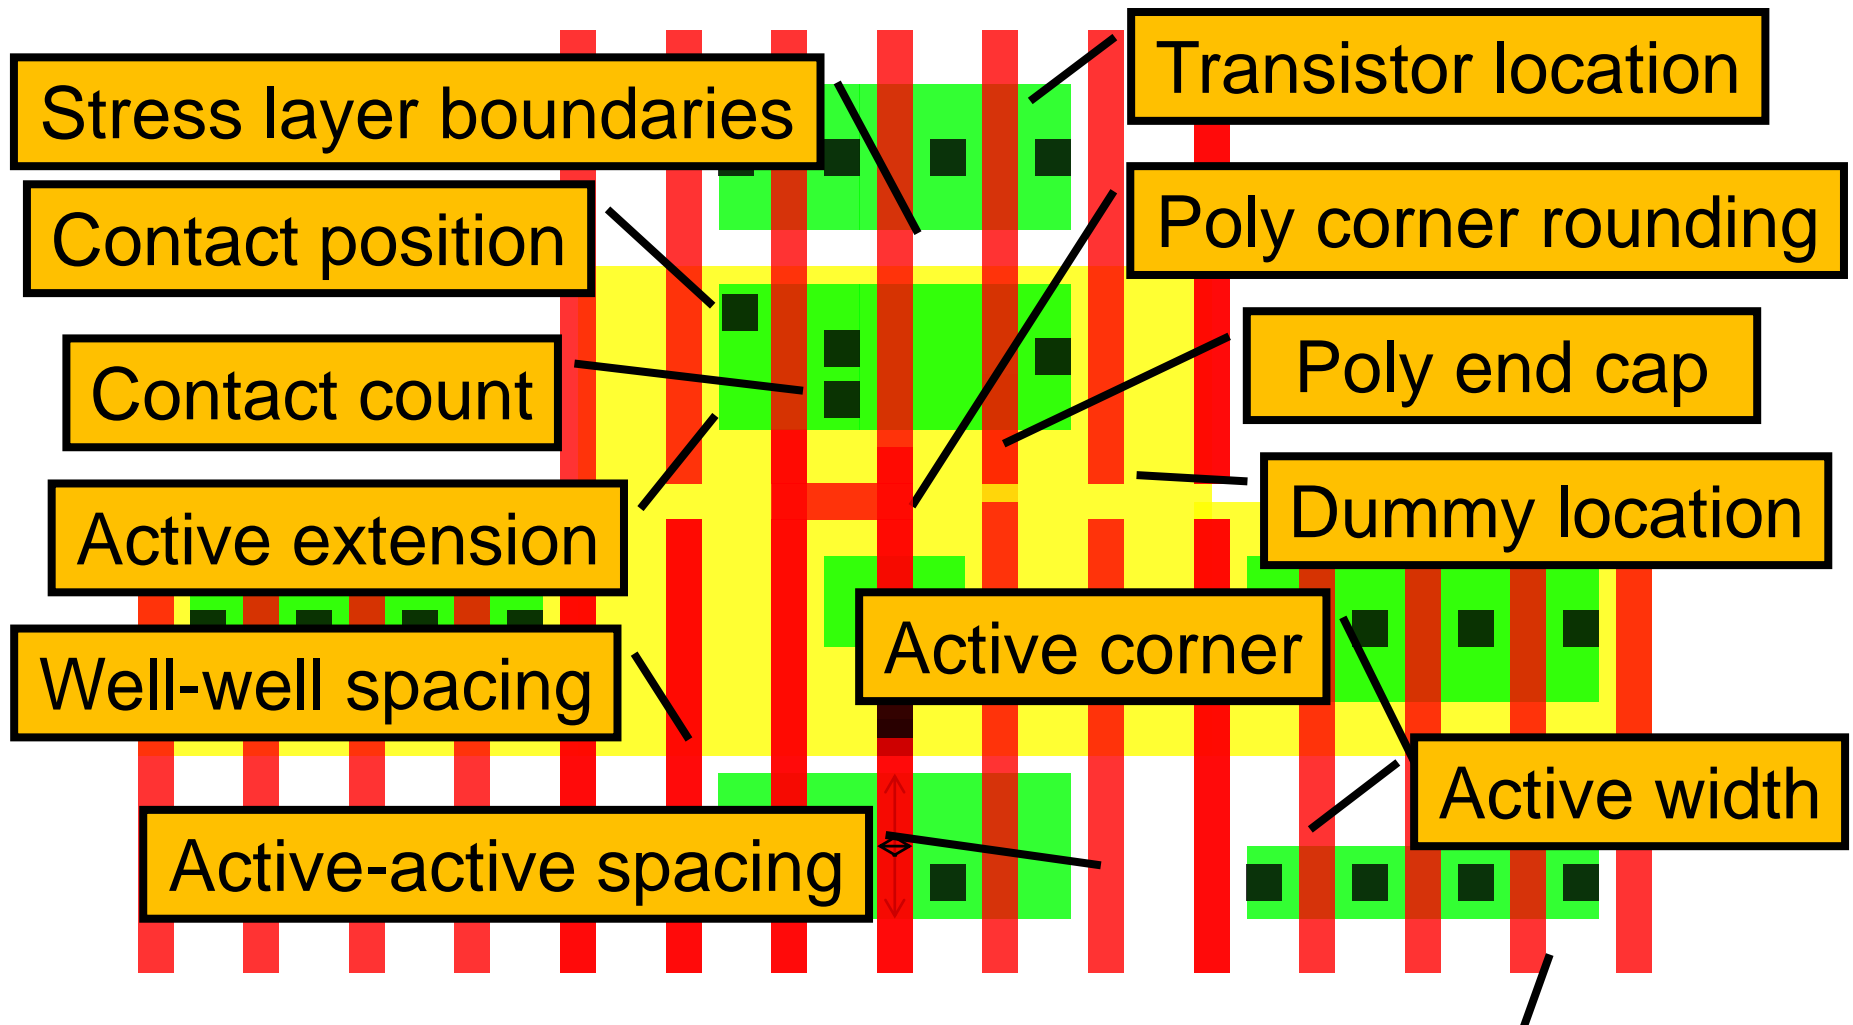 Transistor location
Stress layer boundaries
Poly corner rounding
Contact position
Poly end cap
Contact count
Dummy location
Active extension
Active corner
Well-well spacing
Active width
Active-active spacing